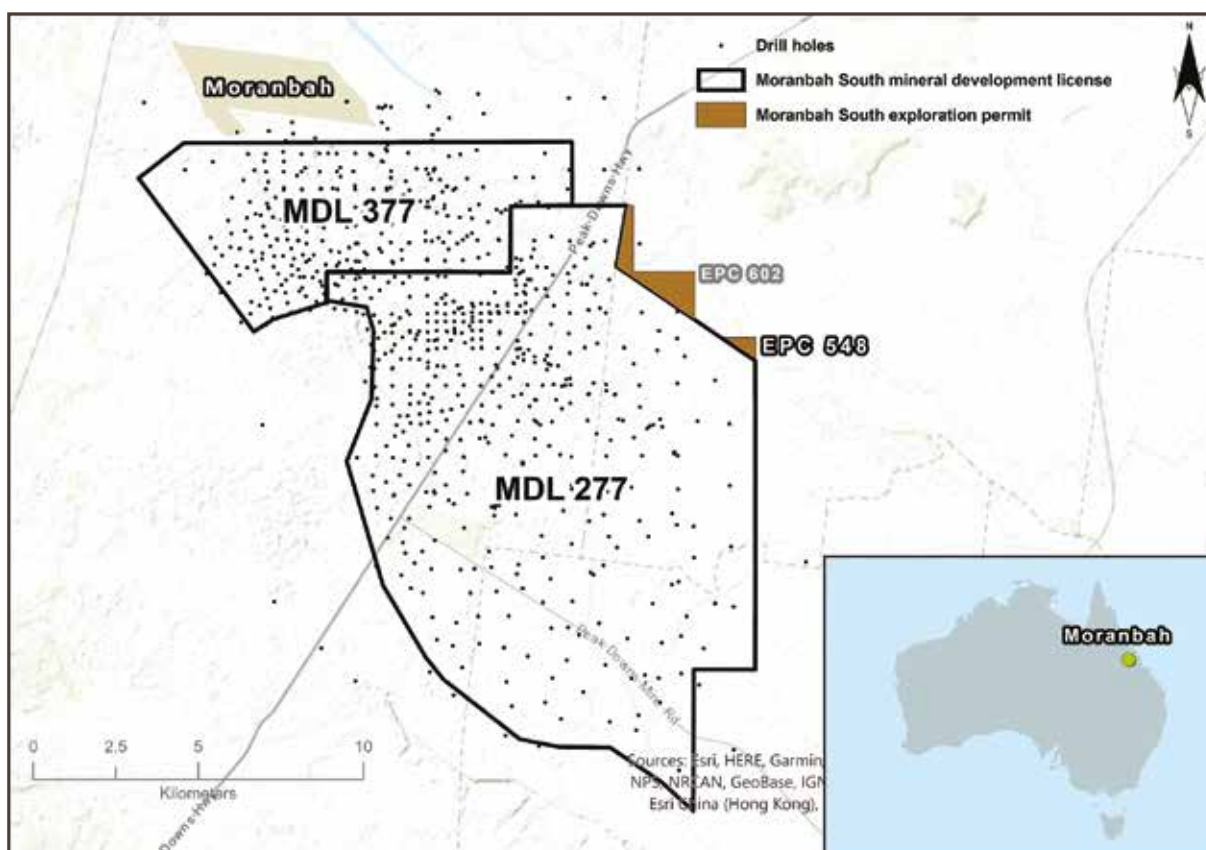 N
Drill holes
Moranbah South mineral development license
Moranbah South exploration permit
S
Moranbah
MDL 377
Peak Downs Hwy
EPC 602
EPC 548
MDL 277
Peak Downs Mine Rd
Moranbah
0 2.5 5 10
Kilometers
Downs Hwy
Sources: Esri, HERE, Garmin,
NPS, NRCAN, GeoBase, IGN
Esri China (Hong Kong),